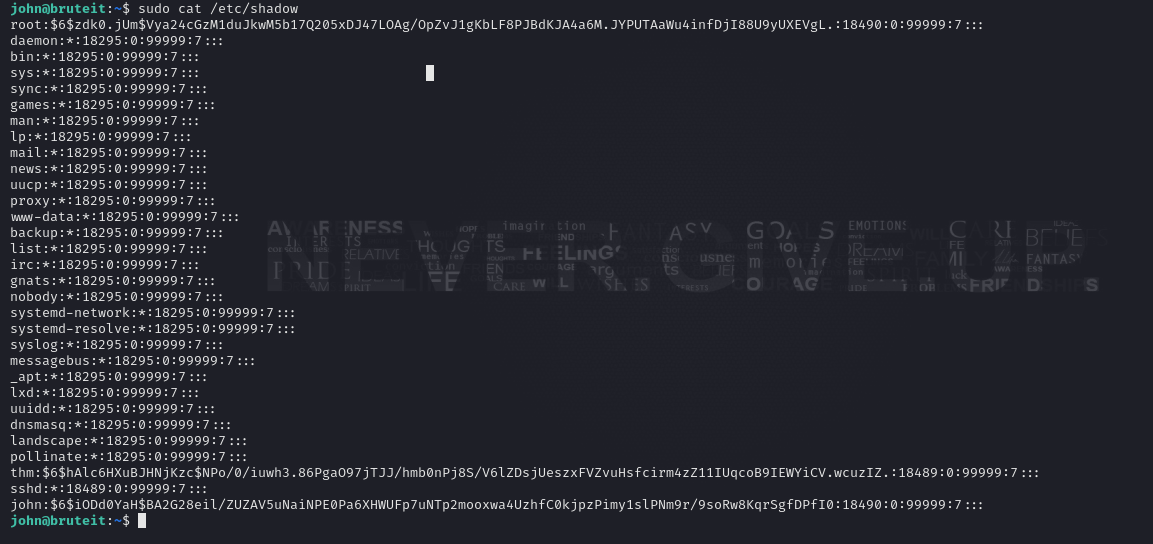 john@bruteit:~$ sudo cat /etc/shadow
root:$6$zdk0.jUm$Vya24cGzM1duJkwM5b17Q205xDJ47LOAg/OpZvJ1gKbLF8PJBdKJA4a6M.JYPUTAaWu4infDjI88U9yUXEVgL.:18490:0:99999:7:::
daemon:*:18295:0:99999:7:::
bin:*:18295:0:99999:7:::
sys:*:18295:0:99999:7:::
sync:*:18295:0:99999:7:::
games:*:18295:0:99999:7:::
man:*:18295:0:99999:7:::
lp:*:18295:0:99999:7:::
mail:*:18295:0:99999:7:::
news:*:18295:0:99999:7:::
uucp:*:18295:0:99999:7:::
proxy:*:18295:0:99999:7:::
www-data:*:18295:0:99999:7:::
backup:*:18295:0:99999:7:::
list:*:18295:0:99999:7:::
irc:*:18295:0:99999:7:::
gnats:*:18295:0:99999:7:::
nobody:*:18295:0:99999:7:::
systemd-network:*:18295:0:99999:7:::
systemd-resolve:*:18295:0:99999:7:::
syslog:*:18295:0:99999:7:::
messagebus:*:18295:0:99999:7:::
_apt:*:18295:0:99999:7:::
lxd:*:18295:0:99999:7:::
uuidd:*:18295:0:99999:7:::
dnsmasq:*:18295:0:99999:7:::
landscape:*:18295:0:99999:7:::
pollinate:*:18295:0:99999:7:::
thm:$6$hAlc6HXuBJHNjKzc$NPo/0/iuwh3.86PgaO97jTJJ/hmb0nPj8S/V6lZDsjUeszxFVZvuHsfcirm4zZ11IUqcoB9IEWYiCV.wcuzIZ.:18489:0:99999:7:::
sshd:*:18489:0:99999:7:::
john:$6$iODd0YaH$BA2G28eil/ZUZAV5uNaiNPE0Pa6XHWUFp7uNTp2mooxwa4UzhfC0kjpzPimy1slPNm9r/9soRw8KqrSgfDPfI0:18490:0:99999:7:::
john@bruteit:~$
NEVER GIVE UP.